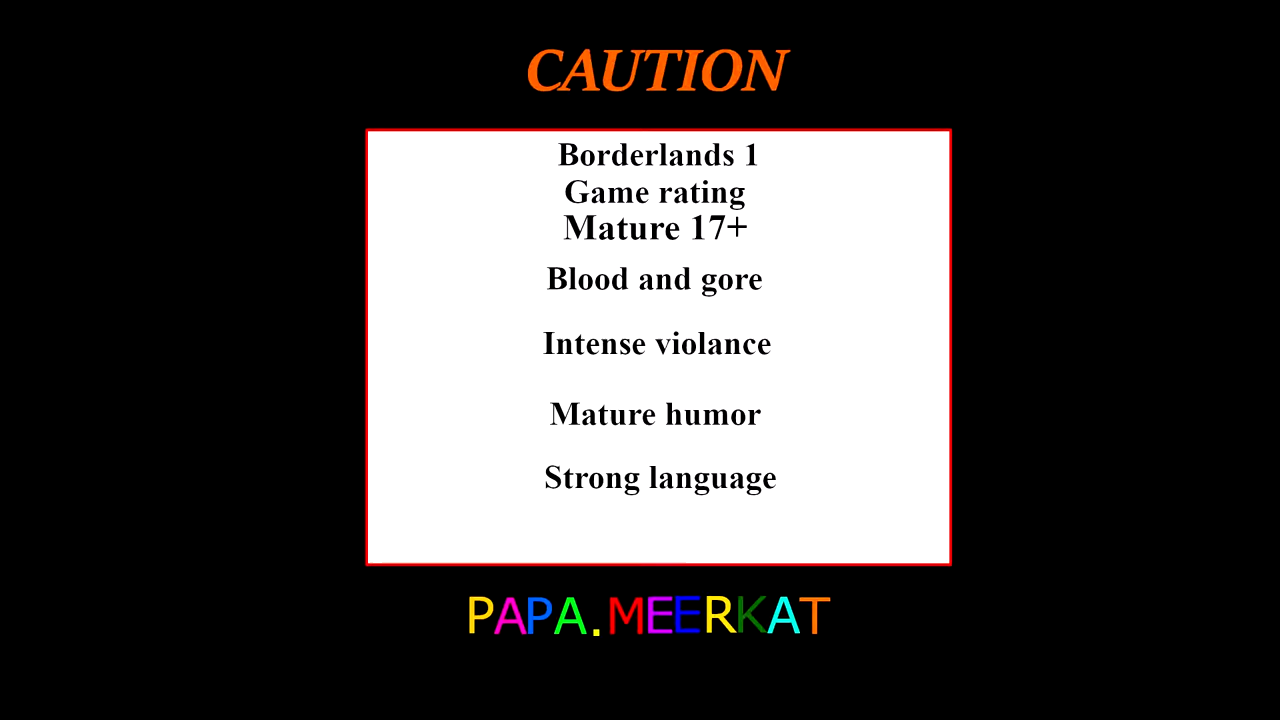 CAUTION
Borderlands 1
Game rating
Mature 17+
Blood and gore
Intense violance
Mature humor
Strong language
PAPA.MEERKAT